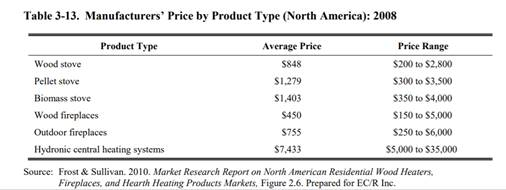 Table 3-13. Manufacturers' Price by Product Type (North America): 2008
Product Type Average Price Price Range
Wood stove $848 $200 to $2,800
Pellet stove $1,279 $300 to $3,500
Biomass stove $1,403 $350 to $4,000
Wood fireplaces $450 $150 to $5,000
Outdoor fireplaces $755 $250 to $6,000
Hydronic central heating systems $7,433 $5,000 to $35,000
Source: Frost & Sullivan. 2010. Market Research Report on North American Residential Wood Heaters,
Fireplaces, and Hearth Heating Products Markets, Figure 2.6. Prepared for EC/R Inc.